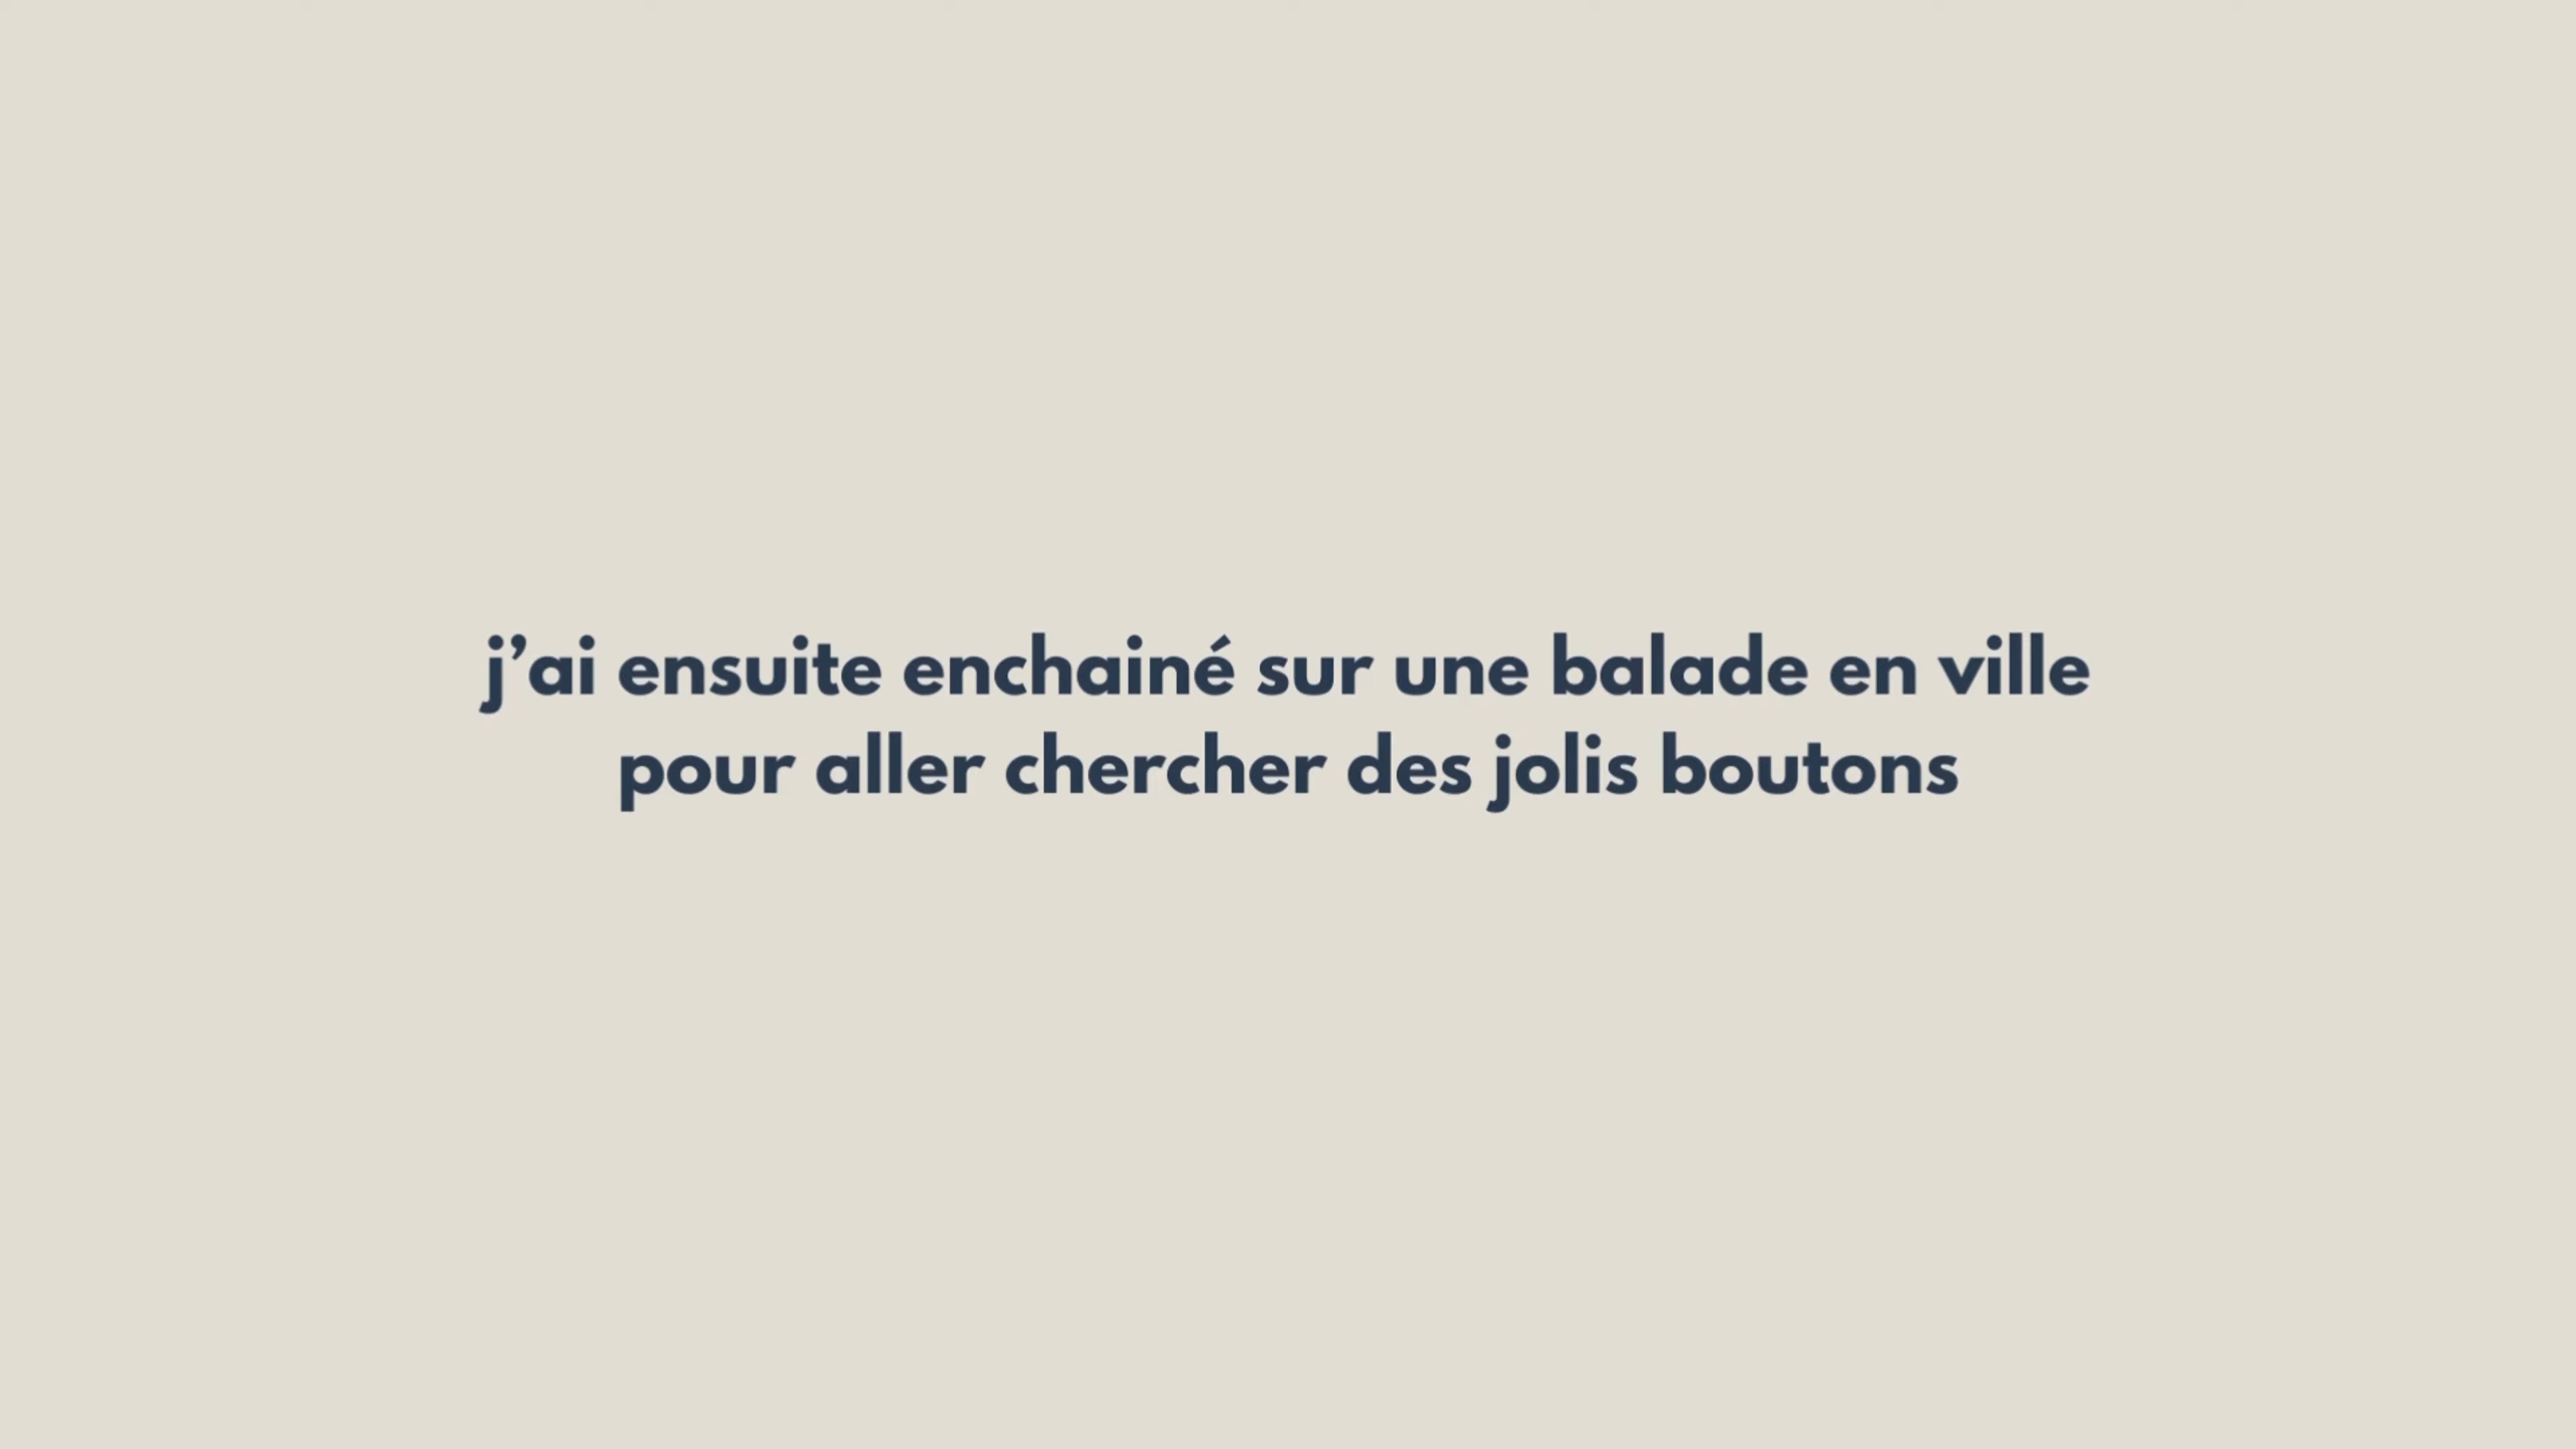 j’ai ensuite enchainé sur une balade en ville
pour aller chercher des jolis boutons